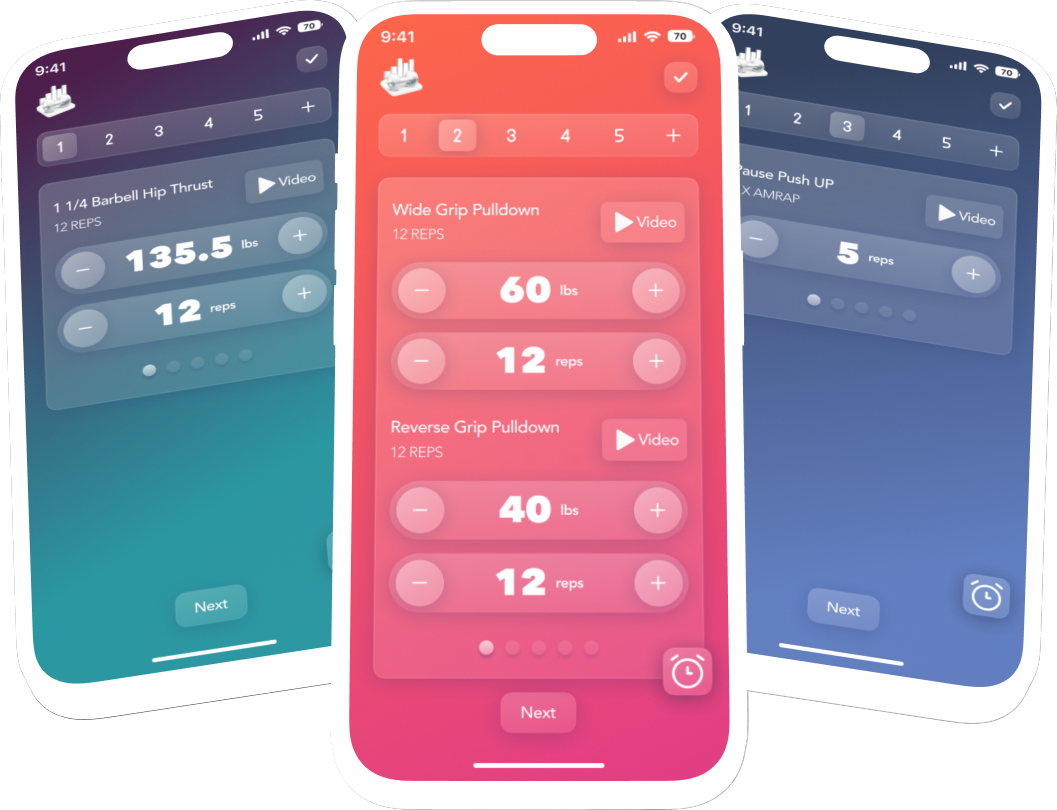 9:41
70
1 2 3 4 5 +
1 1/4 Barbell Hip Thrust
Video
12 REPS
− 135.5 lbs +
− 12 reps +
Next
9:41
70
1 2 3 4 5 +
Wide Grip Pulldown
Video
12 REPS
− 60 lbs +
− 12 reps +
Reverse Grip Pulldown
Video
12 REPS
− 40 lbs +
− 12 reps +
Next
9:41
70
1 2 3 4 5 +
Pause Push UP
Video
X AMRAP
− 5 reps +
Next